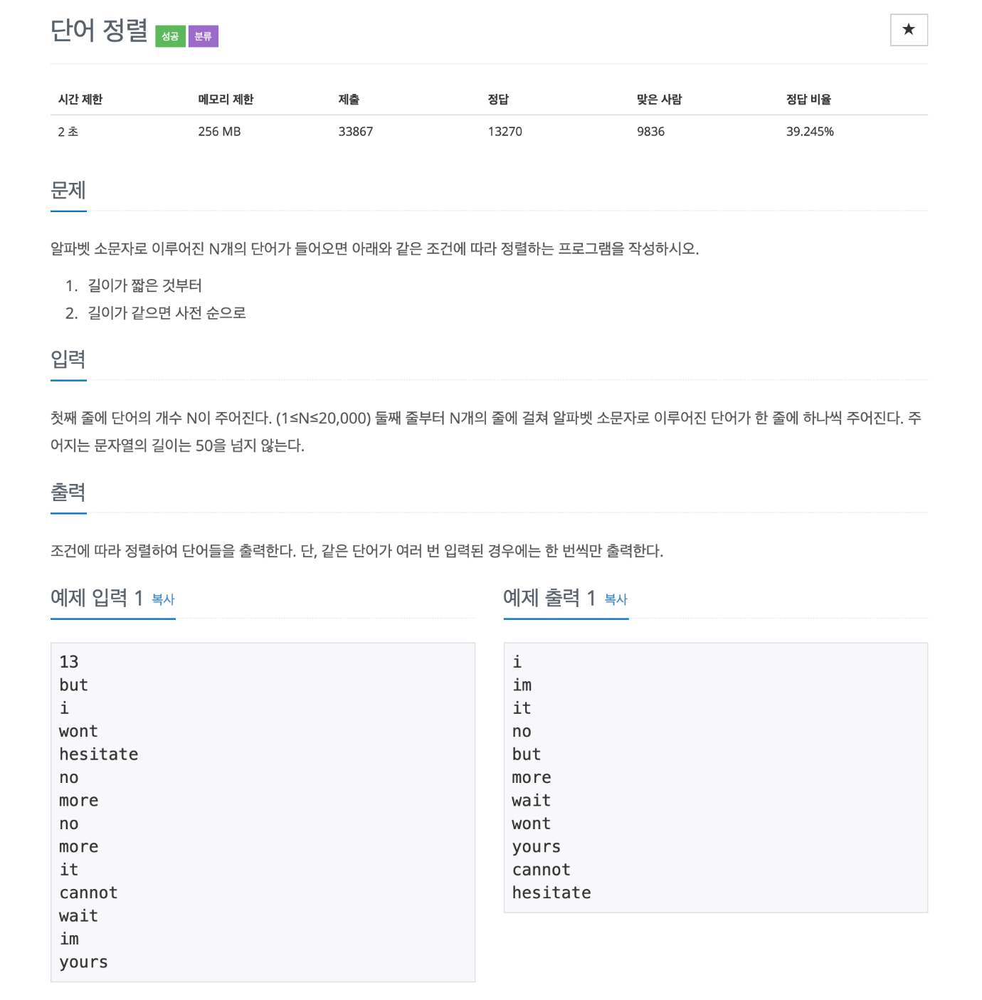 단어 정렬 성공 분류
★
시간 제한 메모리 제한 제출 정답 맞은 사람 정답 비율
2 초 256 MB 33867 13270 9836 39.245%
문제
알파벳 소문자로 이루어진 N개의 단어가 들어오면 아래와 같은 조건에 따라 정렬하는 프로그램을 작성하시오.
1. 길이가 짧은 것부터
2. 길이가 같으면 사전 순으로
입력
첫째 줄에 단어의 개수 N이 주어진다. (1≤N≤20,000) 둘째 줄부터 N개의 줄에 걸쳐 알파벳 소문자로 이루어진 단어가 한 줄에 하나씩 주어진다. 주
어지는 문자열의 길이는 50을 넘지 않는다.
출력
조건에 따라 정렬하여 단어들을 출력한다. 단, 같은 단어가 여러 번 입력된 경우에는 한 번씩만 출력한다.
예제 입력 1 복사
13
but
i
wont
hesitate
no
more
no
more
it
cannot
wait
im
yours
예제 출력 1 복사
i
im
it
no
but
more
wait
wont
yours
cannot
hesitate